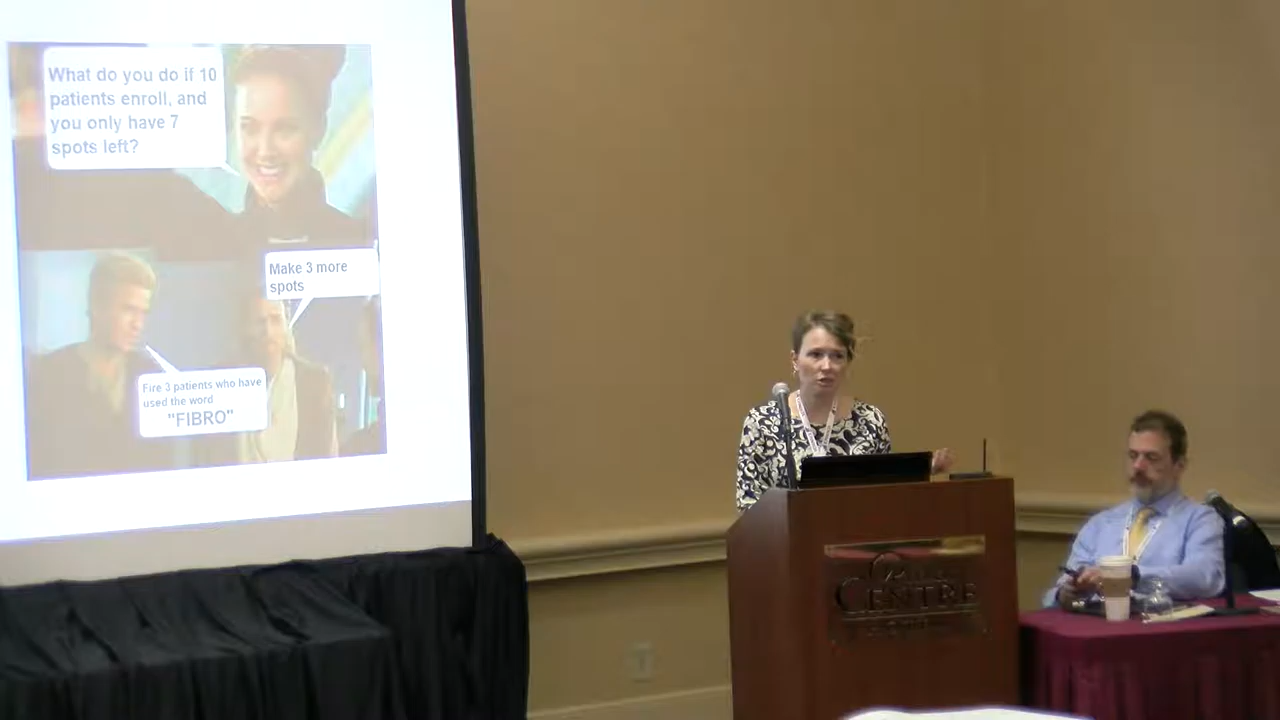 What do you do if 10
patients enroll, and
you only have 7
spots left?
Make 3 more
spots
Fire 3 patients who have
used the word
"FIBRO"
CENTRE